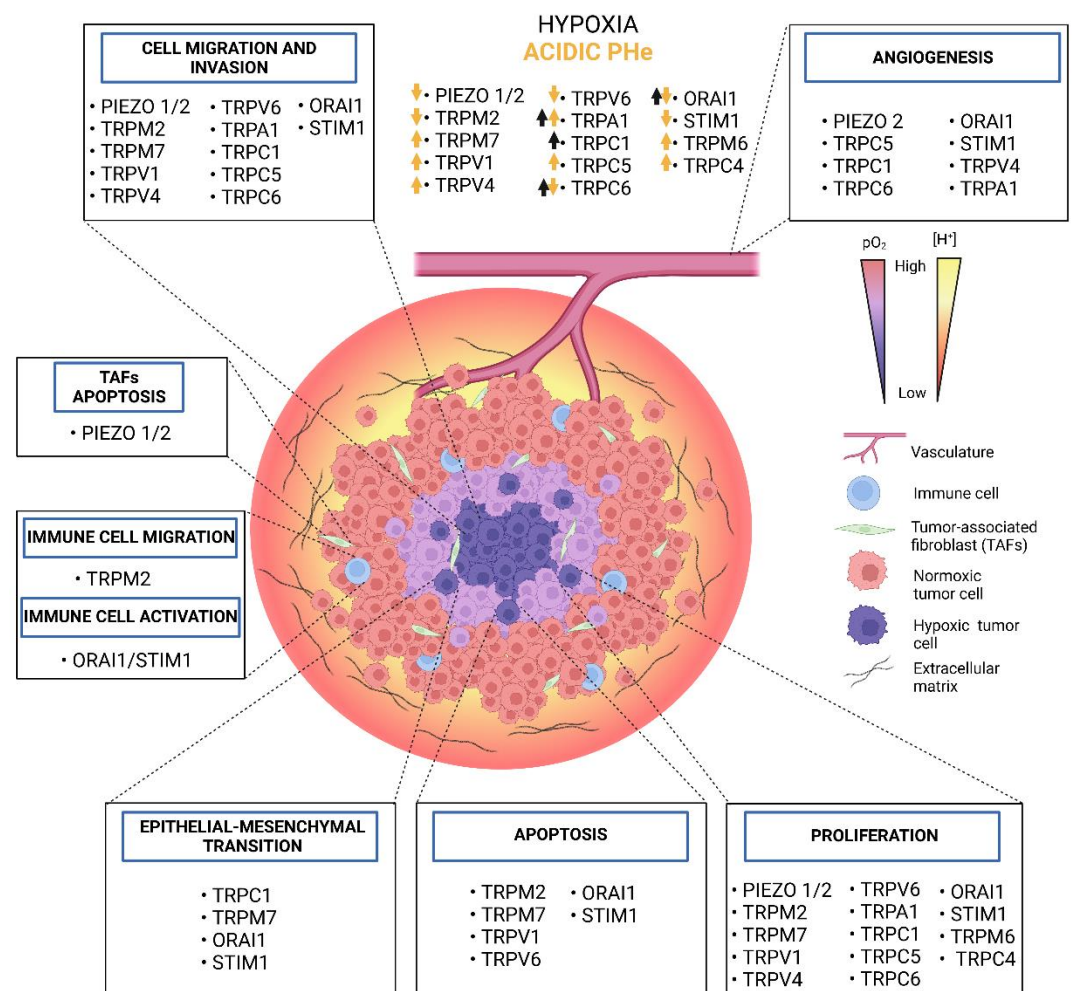 CELL MIGRATION AND
INVASION
• PIEZO 1/2
• TRPM2
• TRPM7
• TRPV1
• TRPV4
• TRPV6
• TRPA1
• TRPC1
• TRPC5
• TRPC6
• ORAI1
• STIM1
HYPOXIA
ACIDIC PHe
• PIEZO 1/2
• TRPM2
• TRPM7
• TRPV1
• TRPV4
• TRPV6
• TRPA1
• TRPC1
• TRPC5
• TRPC6
• ORAI1
• STIM1
• TRPM6
• TRPC4
ANGIOGENESIS
• PIEZO 2
• TRPC5
• TRPC1
• TRPC6
• ORAI1
• STIM1
• TRPV4
• TRPA1
pO₂ [H⁺]
High
Low
Vasculature
Immune cell
Tumor-associated
fibroblast (TAFs)
Normoxic
tumor cell
Hypoxic tumor
cell
Extracellular
matrix
TAFs
APOPTOSIS
• PIEZO 1/2
IMMUNE CELL MIGRATION
• TRPM2
IMMUNE CELL ACTIVATION
• ORAI1/STIM1
EPITHELIAL-MESENCHYMAL
TRANSITION
• TRPC1
• TRPM7
• ORAI1
• STIM1
APOPTOSIS
• TRPM2
• TRPM7
• TRPV1
• TRPV6
• ORAI1
• STIM1
PROLIFERATION
• PIEZO 1/2
• TRPM2
• TRPM7
• TRPV1
• TRPV4
• TRPV6
• TRPA1
• TRPC1
• TRPC5
• TRPC6
• ORAI1
• STIM1
• TRPM6
• TRPC4